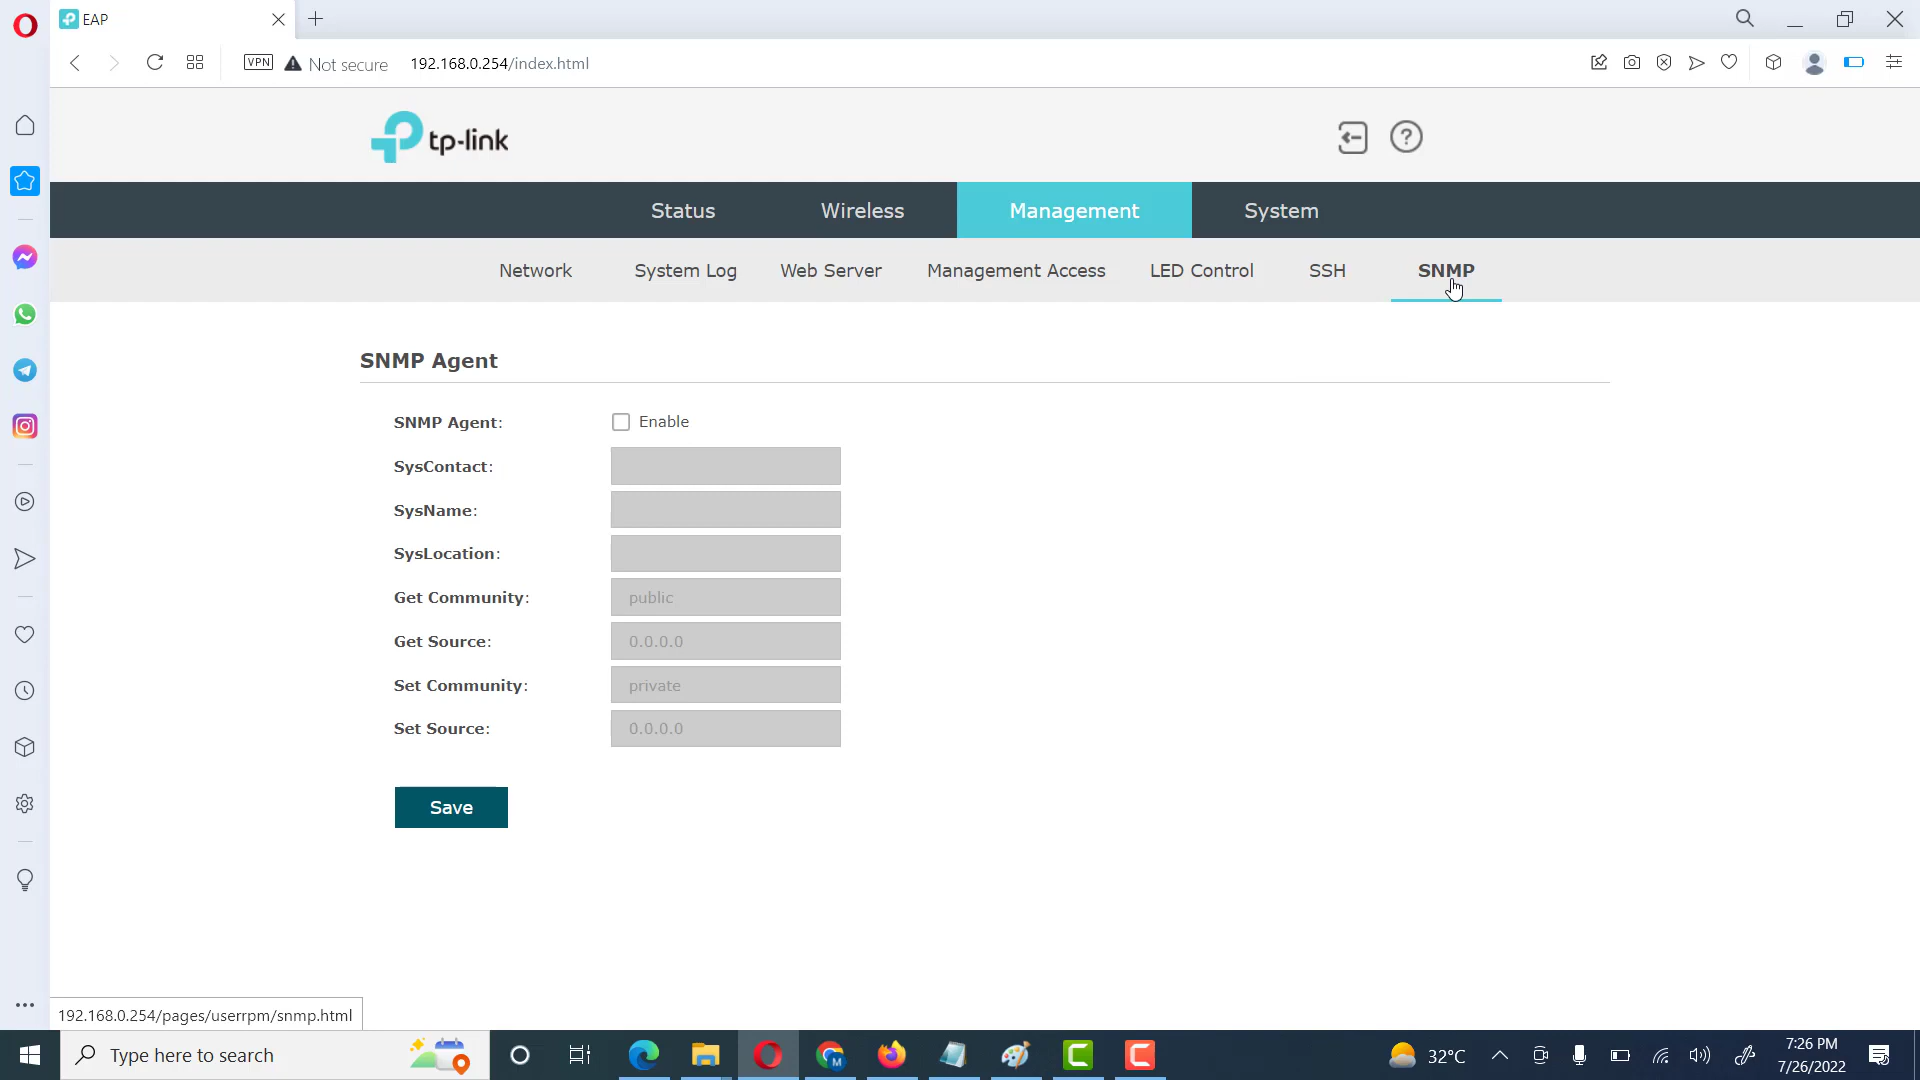 EAP
VPN
Not secure
192.168.0.254/index.html
tp-link
?
Status Wireless Management System
Network System Log Web Server Management Access LED Control SSH SNMP
SNMP Agent
SNMP Agent: Enable
SysContact:
SysName:
SysLocation:
Get Community: public
Get Source: 0.0.0.0
Set Community: private
Set Source: 0.0.0.0
Save
192.168.0.254/pages/userrpm/snmp.html
Type here to search
M
C
C
32°C
7:26 PM
7/26/2022